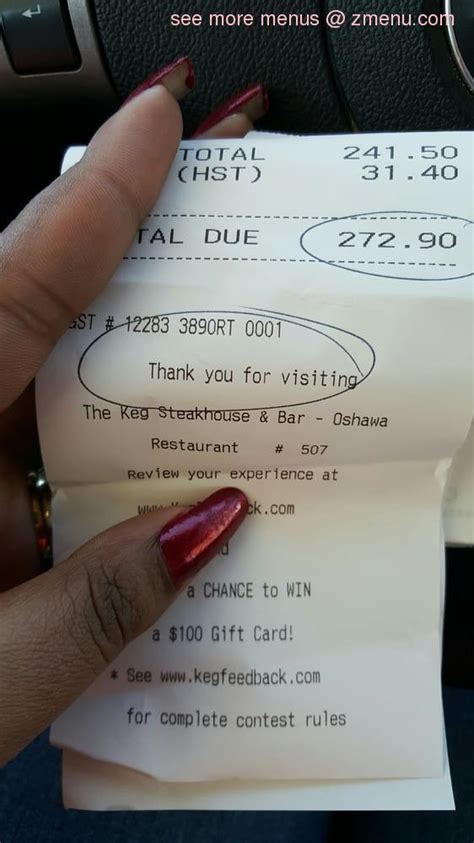 see more menus @ zmenu.com
TOTAL 241.50
(HST) 31.40
TAL DUE 272.90
GST # 12283 3890RT 0001
Thank you for visiting
The Keg Steakhouse & Bar - Oshawa
Restaurant # 507
Review your experience at
ck.com
a CHANCE to WIN
a $100 Gift Card!
* See www.kegfeedback.com
for complete contest rules